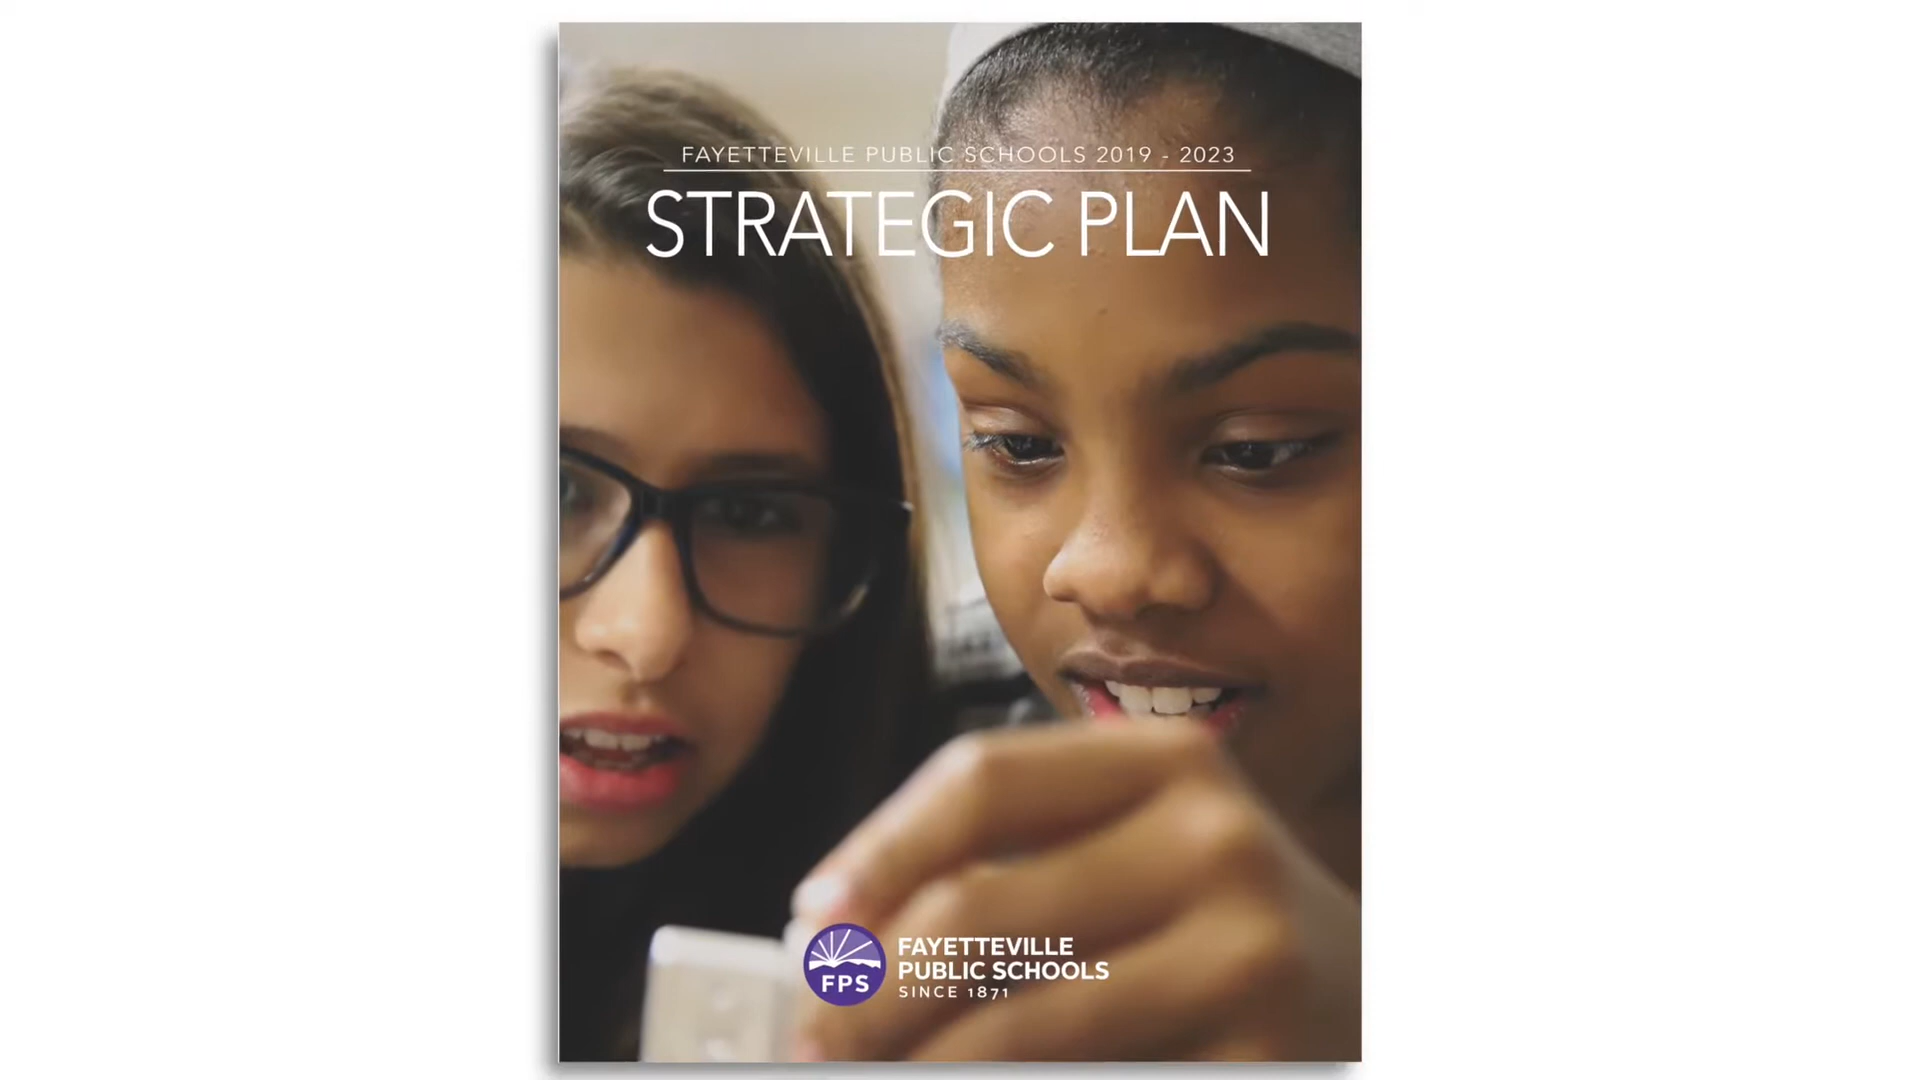 FAYETTEVILLE PUBLIC SCHOOLS 2019 - 2023
STRATEGIC PLAN
FPS
FAYETTEVILLE
PUBLIC SCHOOLS
SINCE 1871